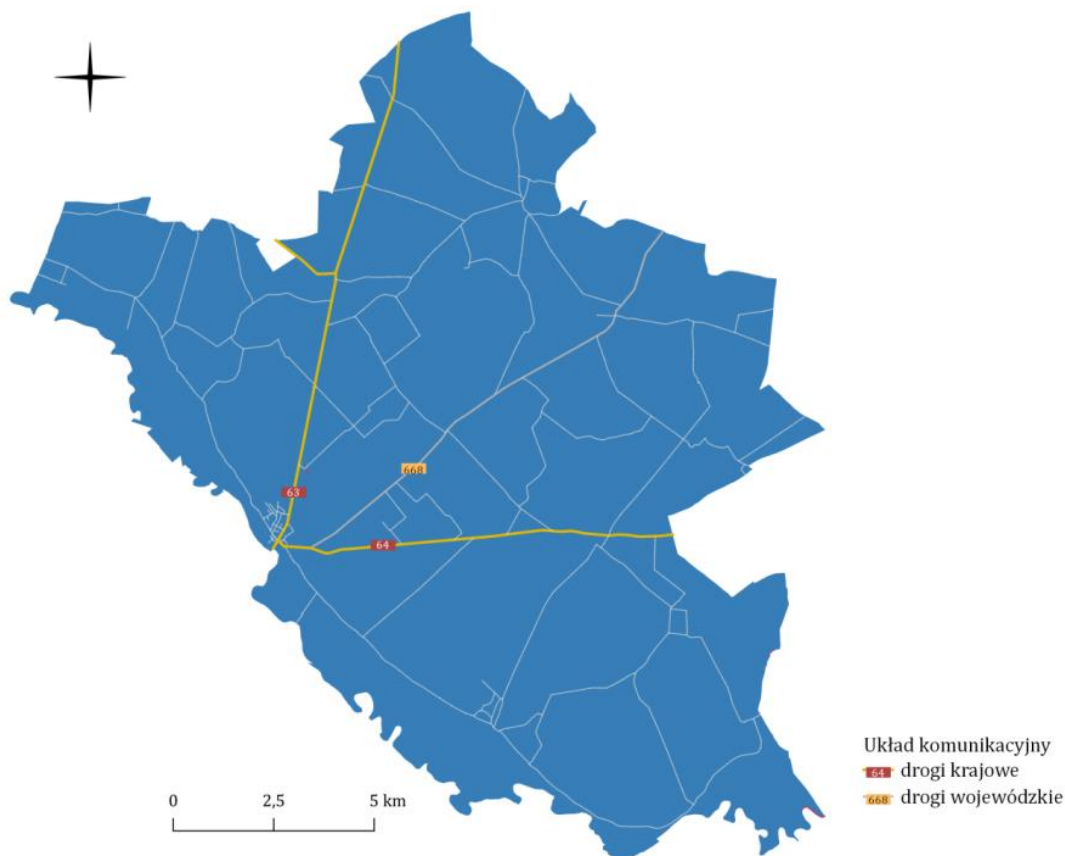 668
63
64
Układ komunikacyjny
64 drogi krajowe
668 drogi wojewódzkie
0 2,5 5 km